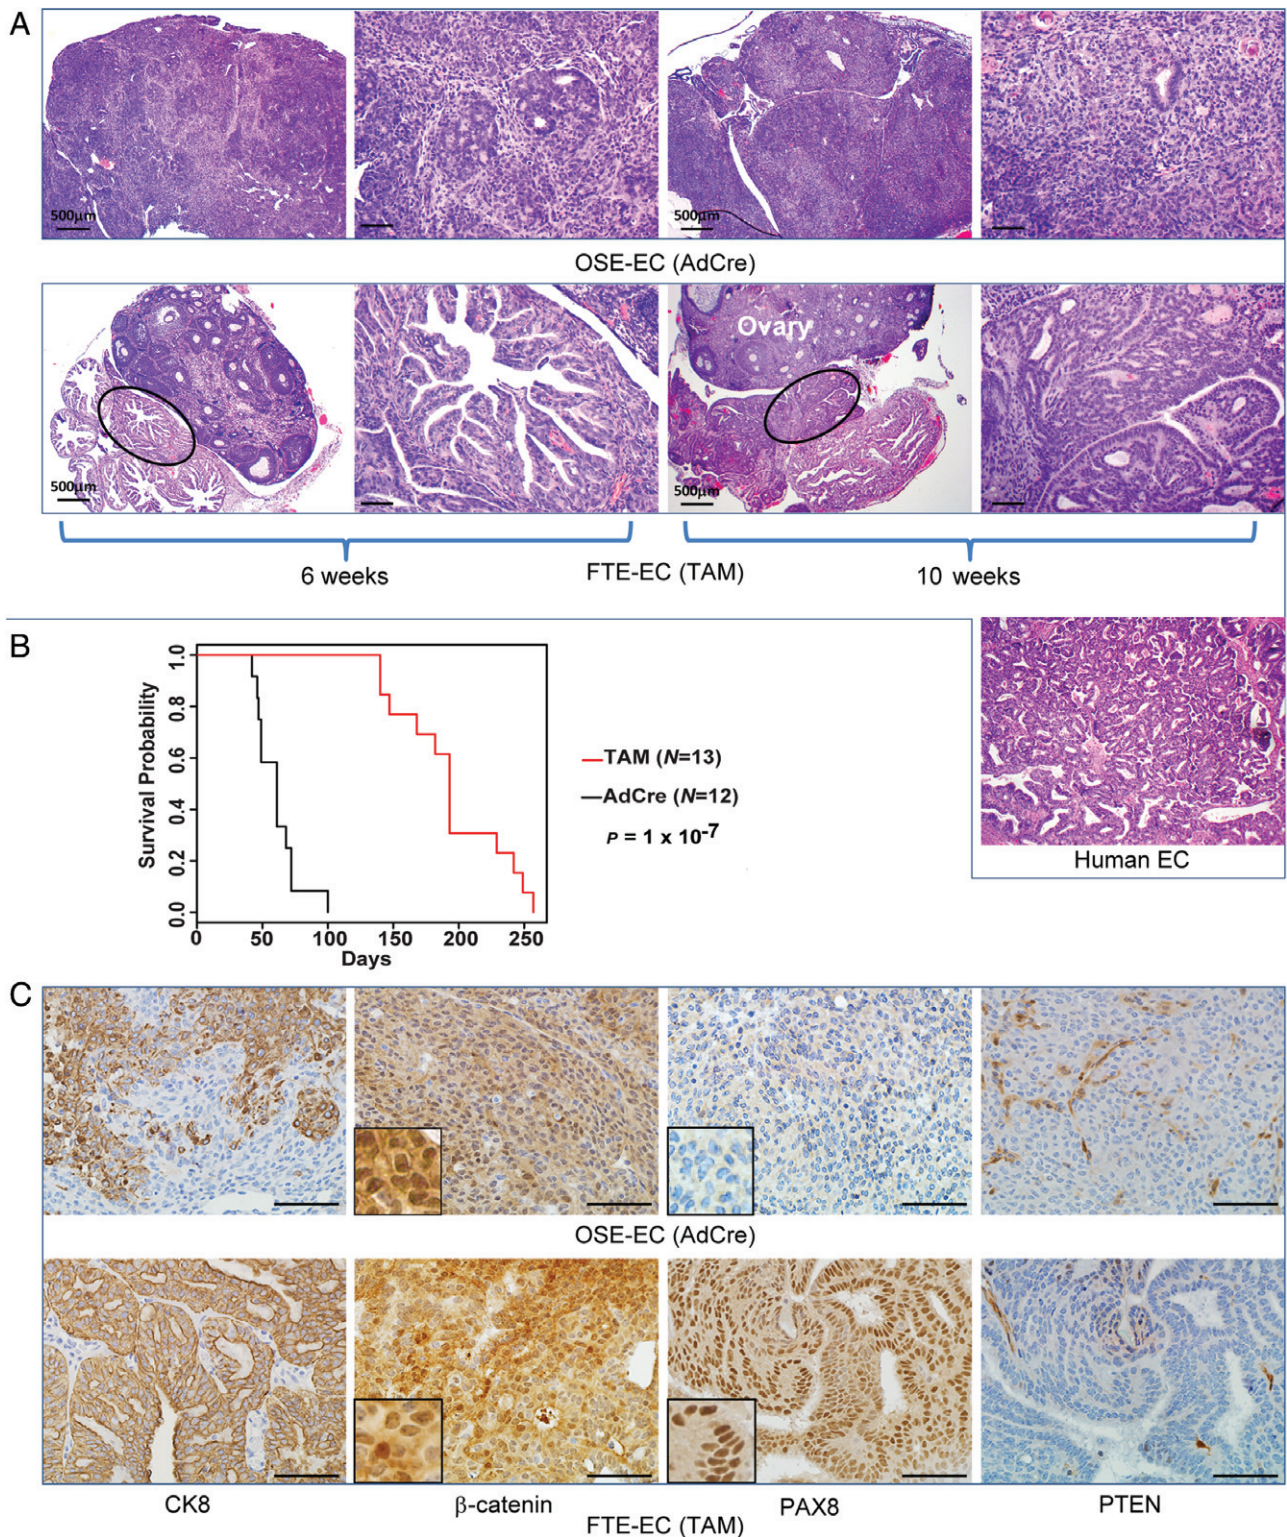 A
500µm
500µm
OSE-EC (AdCre)
Ovary
500µm
500µm
6 weeks
FTE-EC (TAM)
10 weeks
B
Survival Probability
1.0
0.8
0.6
0.4
0.2
0.0
0 50 100 150 200 250
Days
TAM (N=13)
AdCre (N=12)
P = 1 x 10-7
Human EC
C
OSE-EC (AdCre)
CK8 β-catenin PAX8 PTEN
FTE-EC (TAM)